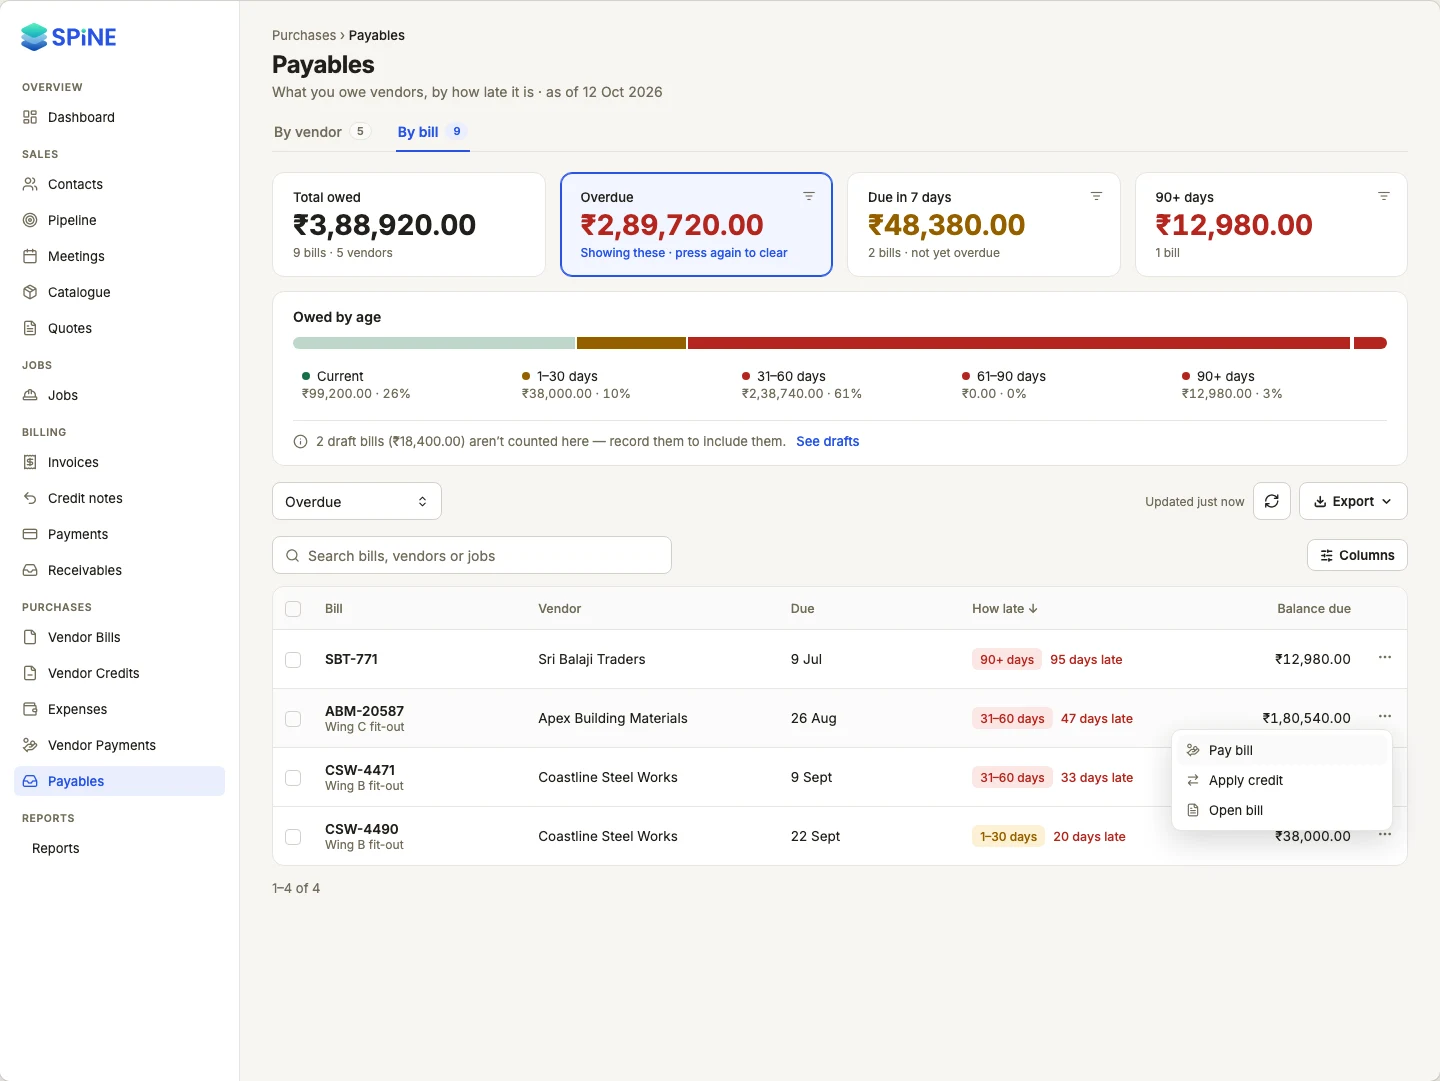 SPiNE
OVERVIEW
Dashboard
SALES
Contacts
Pipeline
Meetings
Catalogue
Quotes
JOBS
Jobs
BILLING
Invoices
Credit notes
Payments
Receivables
PURCHASES
Vendor Bills
Vendor Credits
Expenses
Vendor Payments
Payables
REPORTS
Reports
Purchases › Payables
Payables
What you owe vendors, by how late it is · as of 12 Oct 2026
By vendor 5 By bill 9
Total owed
₹3,88,920.00
9 bills · 5 vendors
Overdue
₹2,89,720.00
Showing these · press again to clear
Due in 7 days
₹48,380.00
2 bills · not yet overdue
90+ days
₹12,980.00
1 bill
Owed by age
Current
₹99,200.00 · 26%
1–30 days
₹38,000.00 · 10%
31–60 days
₹2,38,740.00 · 61%
61–90 days
₹0.00 · 0%
90+ days
₹12,980.00 · 3%
2 draft bills (₹18,400.00) aren’t counted here — record them to include them. See drafts
Overdue
Updated just now
Export
Search bills, vendors or jobs
Columns
Bill Vendor Due How late ↓ Balance due
SBT-771 Sri Balaji Traders 9 Jul 90+ days 95 days late ₹12,980.00
ABM-20587
Wing C fit-out
Apex Building Materials 26 Aug 31–60 days 47 days late ₹1,80,540.00
CSW-4471
Wing B fit-out
Coastline Steel Works 9 Sept 31–60 days 33 days late
CSW-4490
Wing B fit-out
Coastline Steel Works 22 Sept 1–30 days 20 days late ₹38,000.00
Pay bill
Apply credit
Open bill
1–4 of 4